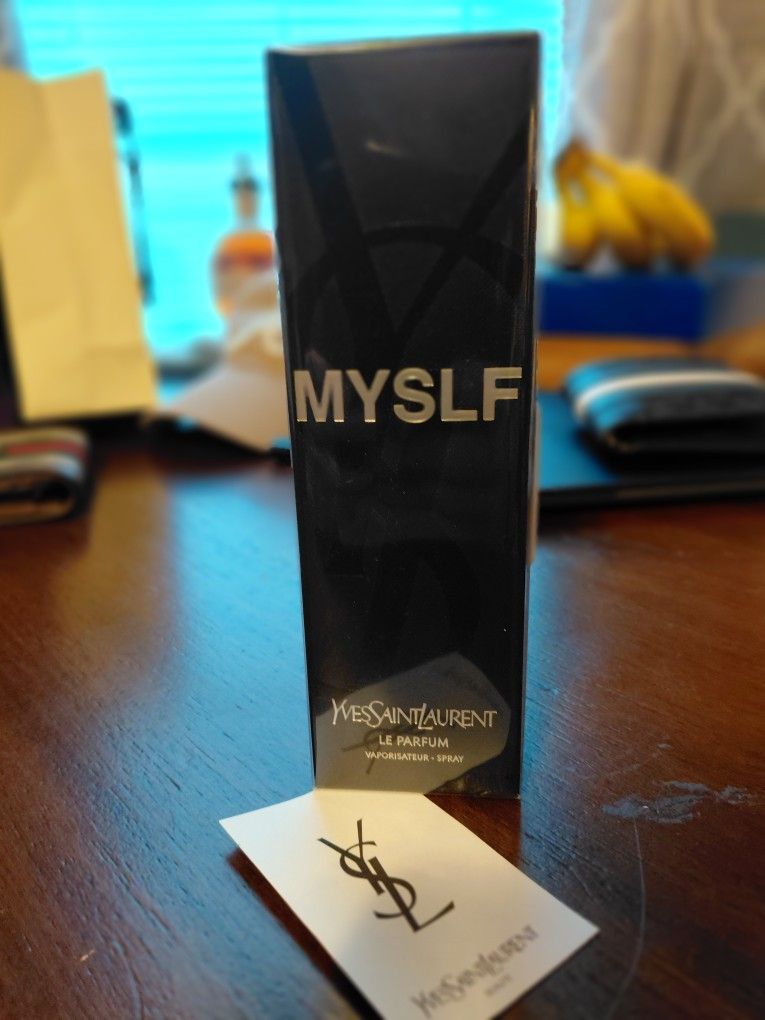 MYSLF
YVESSAINTLAURENT
LE PARFUM
VAPORISATEUR - SPRAY
YSL
YVESSAINTLAURENT